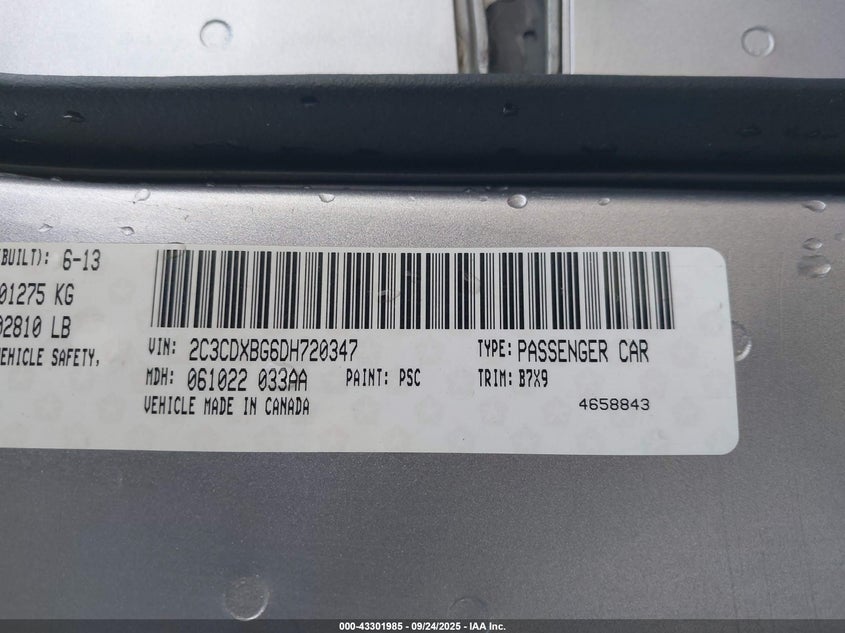 (BUILT): 6-13
01275 KG
02810 LB
VEHICLE SAFETY,
VIN: 2C3CDXBG6DH720347
TYPE: PASSENGER CAR
MDH: 061022 033AA
PAINT: PSC
TRIM: B7X9
VEHICLE MADE IN CANADA
4658843
000-43301985 - 09/24/2025 - IAA Inc.